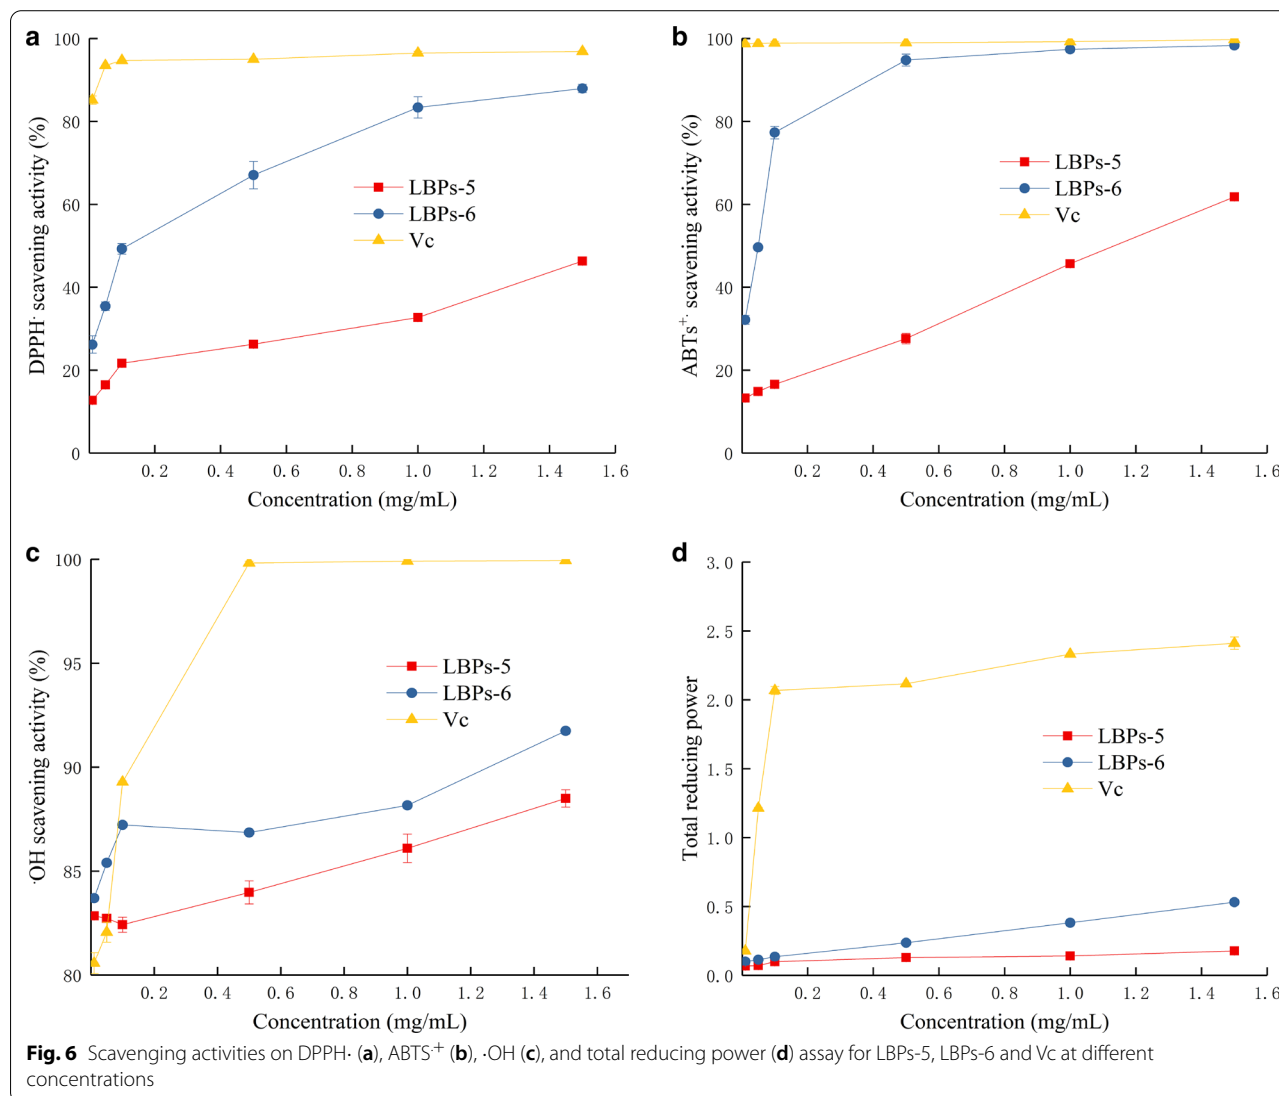 a
100
80
60
40
20
0
DPPH· scavening activity (%)
LBPs-5
LBPs-6
Vc
0.2 0.4 0.6 0.8 1.0 1.2 1.4 1.6
Concentration (mg/mL)
b
100
80
60
40
20
0
ABTs+· scavening activity (%)
LBPs-5
LBPs-6
Vc
0.2 0.4 0.6 0.8 1.0 1.2 1.4 1.6
Concentration (mg/mL)
c
100
95
90
85
80
·OH scavening activity (%)
LBPs-5
LBPs-6
Vc
0.2 0.4 0.6 0.8 1.0 1.2 1.4 1.6
Concentration (mg/mL)
d
3.0
2.5
2.0
1.5
1.0
0.5
0.0
Total reducing power
LBPs-5
LBPs-6
Vc
0.2 0.4 0.6 0.8 1.0 1.2 1.4 1.6
Concentration (mg/mL)
Fig. 6 Scavenging activities on DPPH· (a), ABTS·+ (b), ·OH (c), and total reducing power (d) assay for LBPs-5, LBPs-6 and Vc at different
concentrations